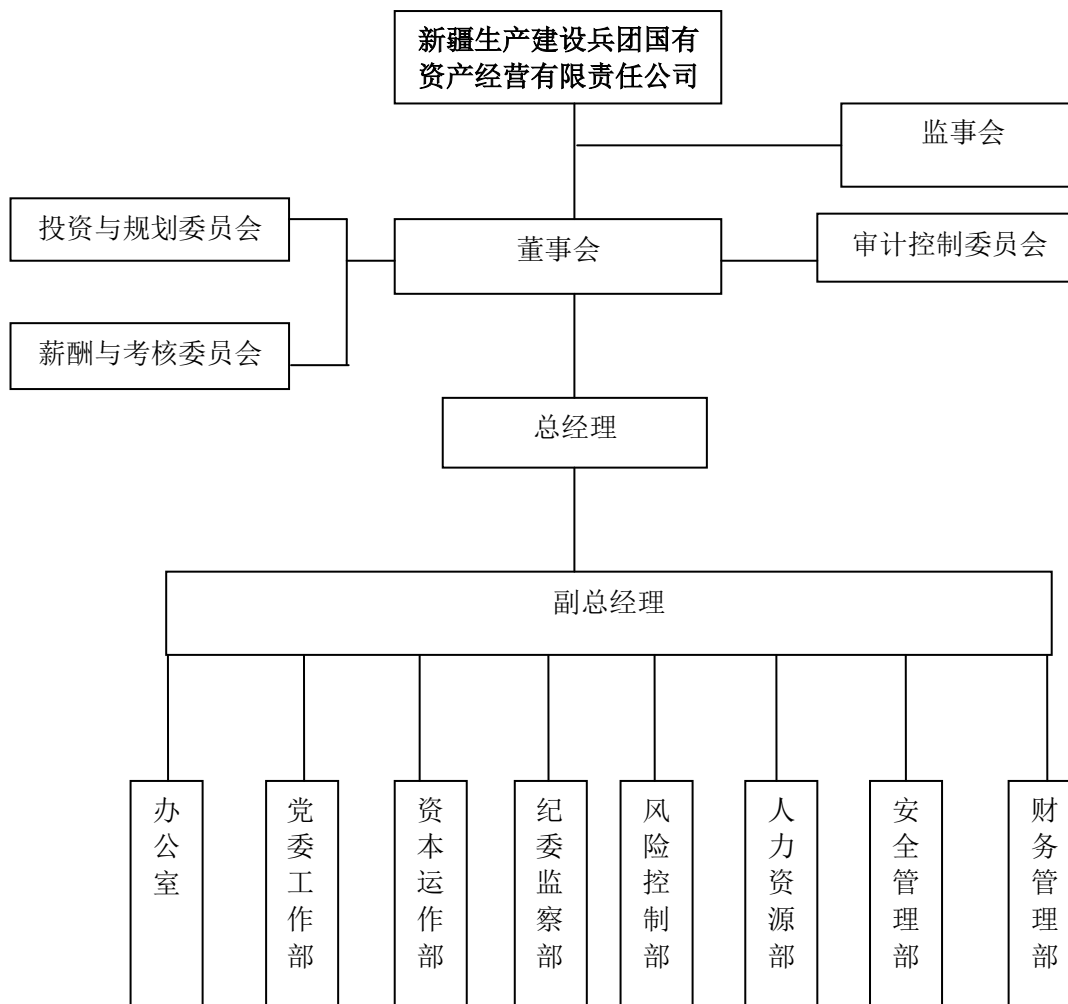 新疆生产建设兵团国有
资产经营有限责任公司
监事会
投资与规划委员会
董事会
审计控制委员会
薪酬与考核委员会
总经理
副总经理
办公室
党委工作部
资本运作部
纪委监察部
风险控制部
人力资源部
安全管理部
财务管理部